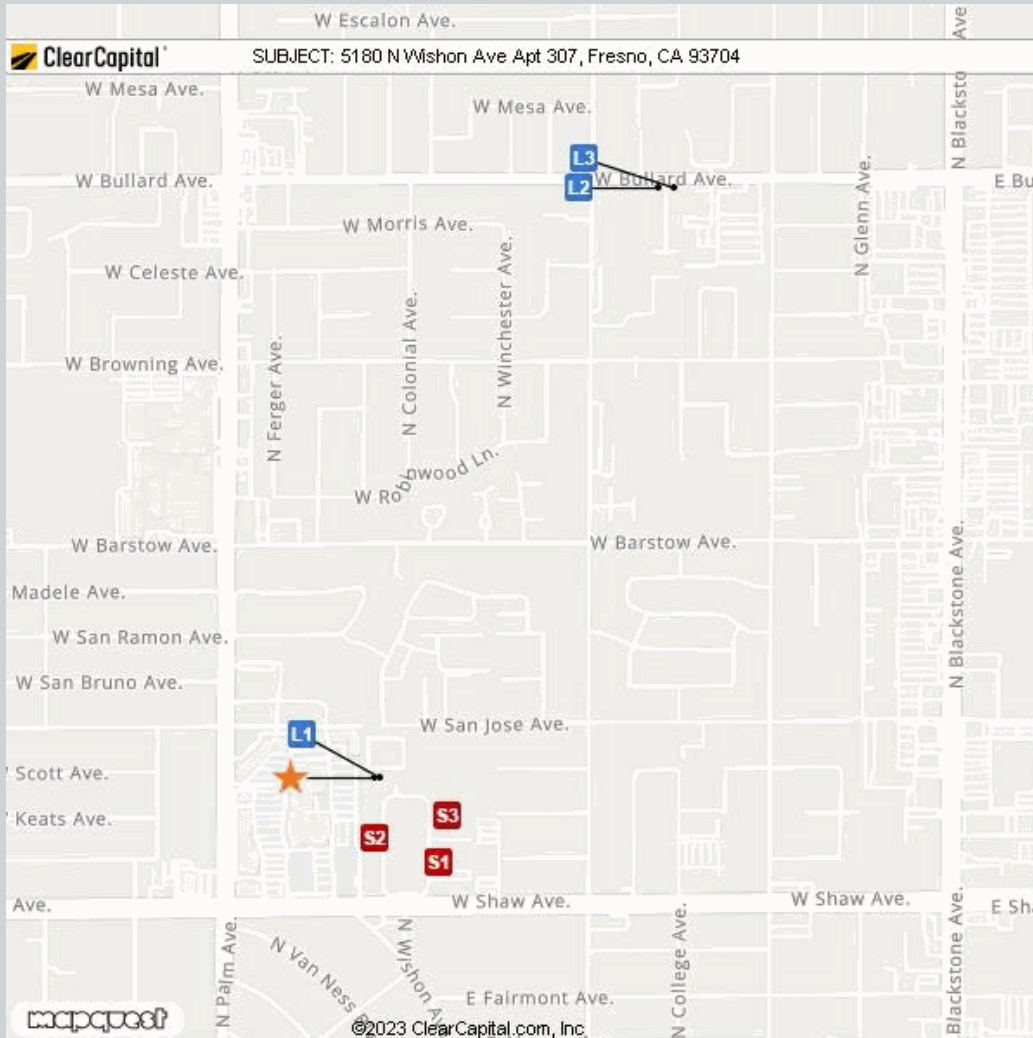 W Escalon Ave.
ClearCapital
SUBJECT: 5180 N Wishon Ave Apt 307, Fresno, CA 93704
W Mesa Ave.
W Mesa Ave.
N Blacksto
Ave
L3
W Bullard Ave.
L2
W Bullard Ave.
E Bu
W Morris Ave.
N Glenn Ave.
W Celeste Ave.
N Winchester Ave.
N Colonial Ave.
W Browning Ave.
N Ferger Ave.
W Robinwood Ln.
W Barstow Ave.
W Barstow Ave.
N Blackstone Ave.
Madele Ave.
W San Ramon Ave.
W San Bruno Ave.
W San Jose Ave.
L1
Scott Ave.
Keats Ave.
S3
S2
S1
Ave.
W Shaw Ave.
W Shaw Ave.
E Sh
N Palm Ave.
N Van Ness B
N Wishon Av
N College Ave.
Blackstone Ave.
E Fairmont Ave.
mapquest
©2023 ClearCapital.com, Inc